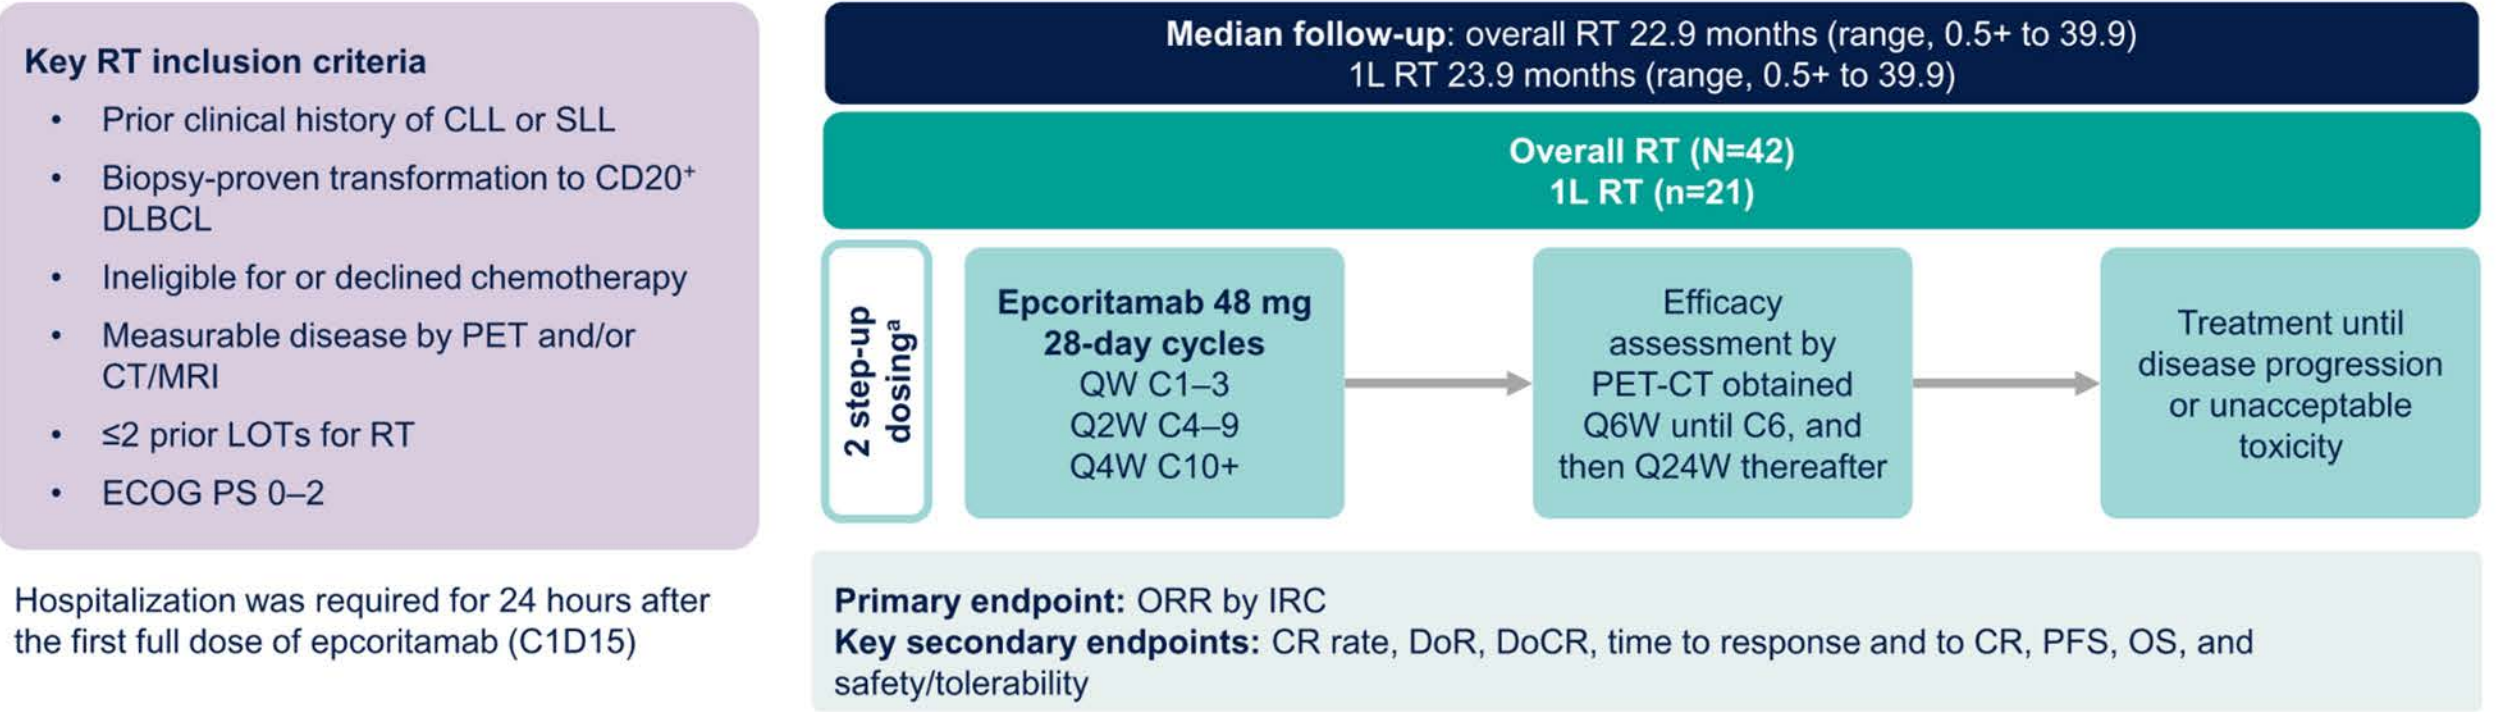 Key RT inclusion criteria
• Prior clinical history of CLL or SLL
• Biopsy-proven transformation to CD20⁺
DLBCL
• Ineligible for or declined chemotherapy
• Measurable disease by PET and/or
CT/MRI
• ≤2 prior LOTs for RT
• ECOG PS 0–2
Hospitalization was required for 24 hours after
the first full dose of epcoritamab (C1D15)
Median follow-up: overall RT 22.9 months (range, 0.5+ to 39.9)
1L RT 23.9 months (range, 0.5+ to 39.9)
Overall RT (N=42)
1L RT (n=21)
2 step-up
dosingᵃ
Epcoritamab 48 mg
28-day cycles
QW C1–3
Q2W C4–9
Q4W C10+
Efficacy
assessment by
PET-CT obtained
Q6W until C6, and
then Q24W thereafter
Treatment until
disease progression
or unacceptable
toxicity
Primary endpoint: ORR by IRC
Key secondary endpoints: CR rate, DoR, DoCR, time to response and to CR, PFS, OS, and
safety/tolerability